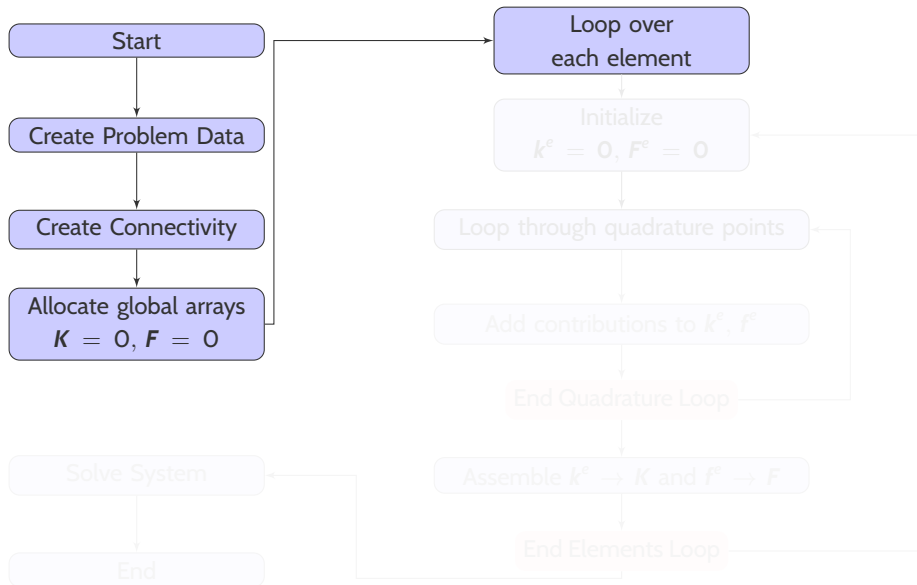 Start
Create Problem Data
Create Connectivity
Allocate global arrays
K = 0, F = 0
Loop over
each element
Initialize
kᵉ = 0, Fᵉ = 0
Loop through quadrature points
Add contributions to kᵉ, fᵉ
End Quadrature Loop
Assemble kᵉ → K and fᵉ → F
End Elements Loop
Solve System
End